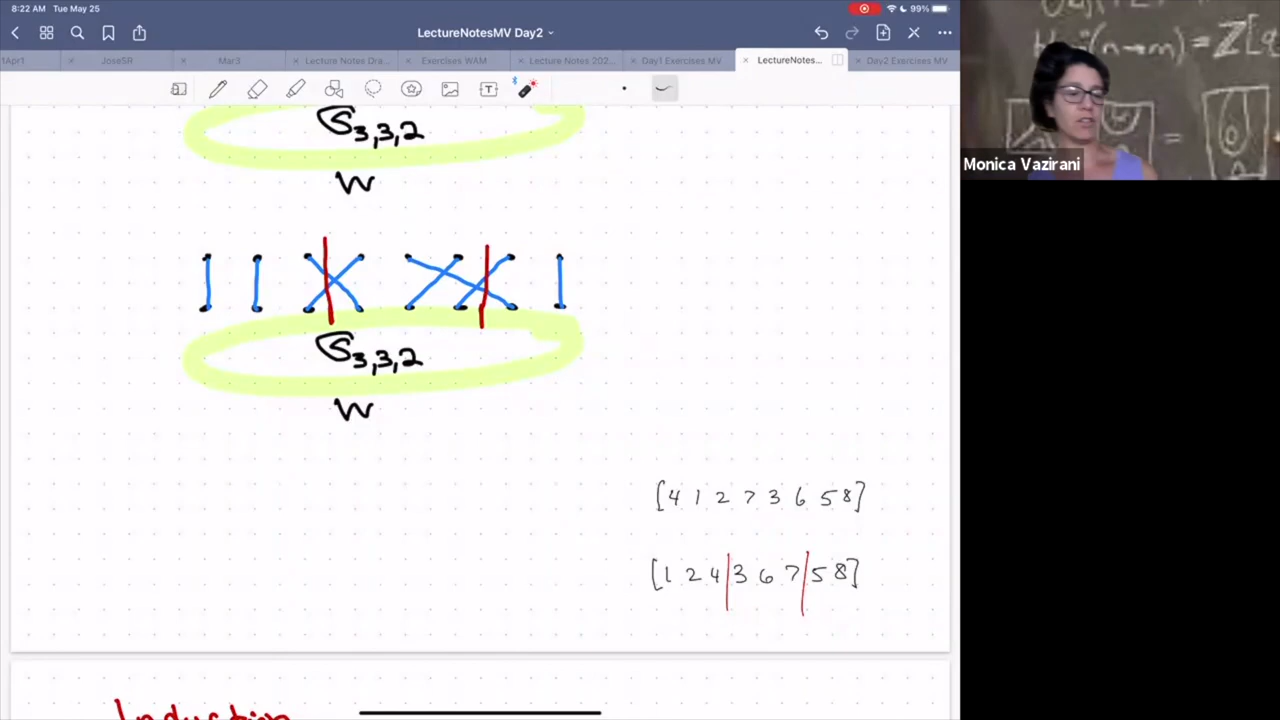 8:22 AM Tue May 25
99%
LectureNotesMV Day2
1Apr1
JoseSR
Mar3
Lecture Notes Dra...
Exercises WAM
Lecture Notes 202...
Day1 Exercises MV
LectureNotes...
Day2 Exercises MV
S3,3,2
W
S3,3,2
W
[4 1 2 7 3 6 5 8]
[1 2 4|3 6 7|5 8]
Induction
(n→m) = Z[q
=
Monica Vazirani